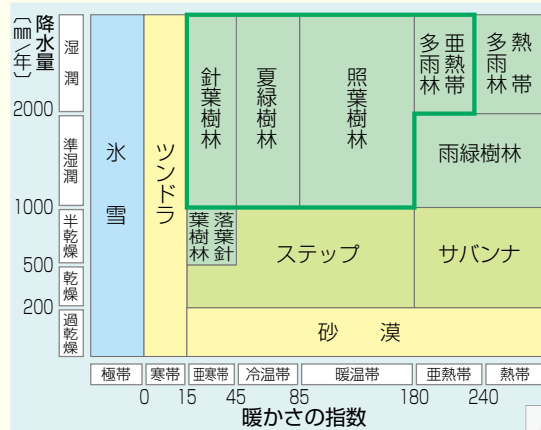 降水量
〔mm/年〕
湿潤
2000
準湿潤
1000
半乾燥
500
乾燥
200
過乾燥
氷雪
ツンドラ
針葉樹林
夏緑樹林
照葉樹林
亜熱帯
多雨林
熱帯
多雨林
雨緑樹林
落葉針
葉樹林
ステップ
サバンナ
砂漠
極帯 寒帯 亜寒帯 冷温帯 暖温帯 亜熱帯 熱帯
0 15 45 85 180 240
暖かさの指数